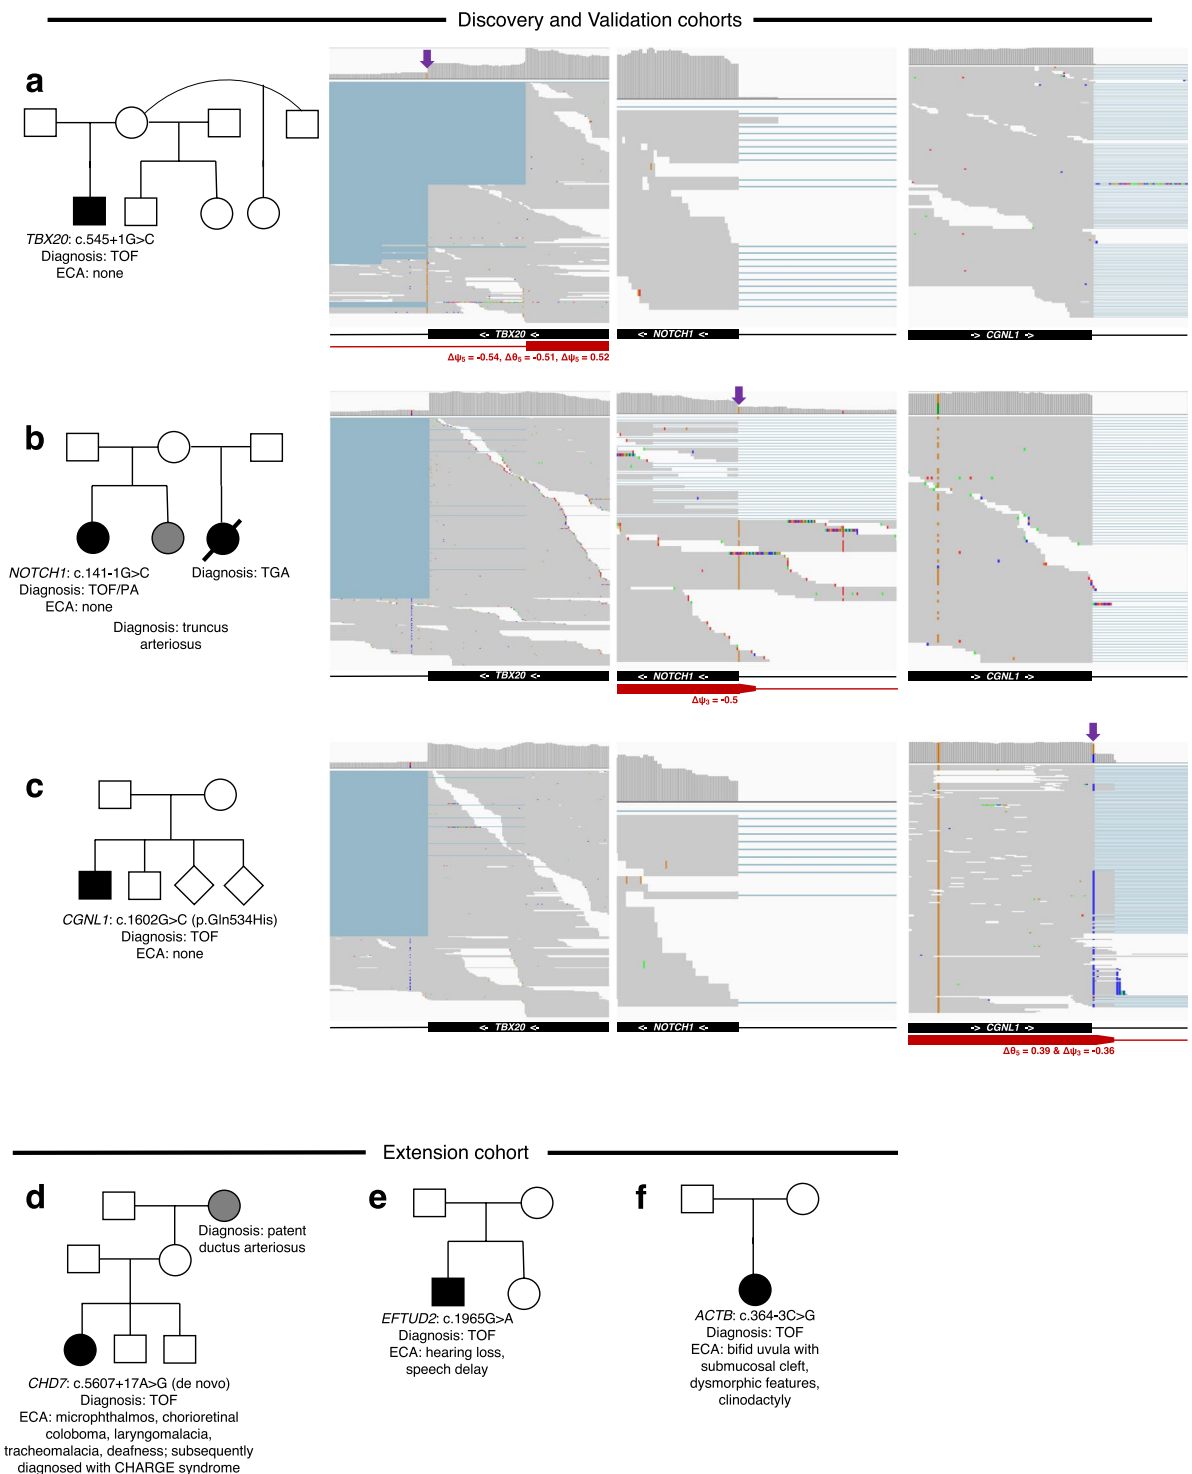 Discovery and Validation cohorts
a
TBX20: c.545+1G>C
Diagnosis: TOF
ECA: none
<- TBX20 <-
<- NOTCH1 <-
-> CGNL1 ->
Δψ₅ = -0.54, Δθ₅ = -0.51, Δψ₅ = 0.52
b
NOTCH1: c.141-1G>C
Diagnosis: TOF/PA
ECA: none
Diagnosis: TGA
Diagnosis: truncus
arteriosus
<- TBX20 <-
<- NOTCH1 <-
-> CGNL1 ->
Δψ₃ = -0.5
c
CGNL1: c.1602G>C (p.Gln534His)
Diagnosis: TOF
ECA: none
<- TBX20 <-
<- NOTCH1 <-
-> CGNL1 ->
Δθ₅ = 0.39 & Δψ₃ = -0.36
Extension cohort
d
Diagnosis: patent
ductus arteriosus
CHD7: c.5607+17A>G (de novo)
Diagnosis: TOF
ECA: microphthalmos, chorioretinal
coloboma, laryngomalacia,
tracheomalacia, deafness; subsequently
diagnosed with CHARGE syndrome
e
EFTUD2: c.1965G>A
Diagnosis: TOF
ECA: hearing loss,
speech delay
f
ACTB: c.364-3C>G
Diagnosis: TOF
ECA: bifid uvula with
submucosal cleft,
dysmorphic features,
clinodactyly